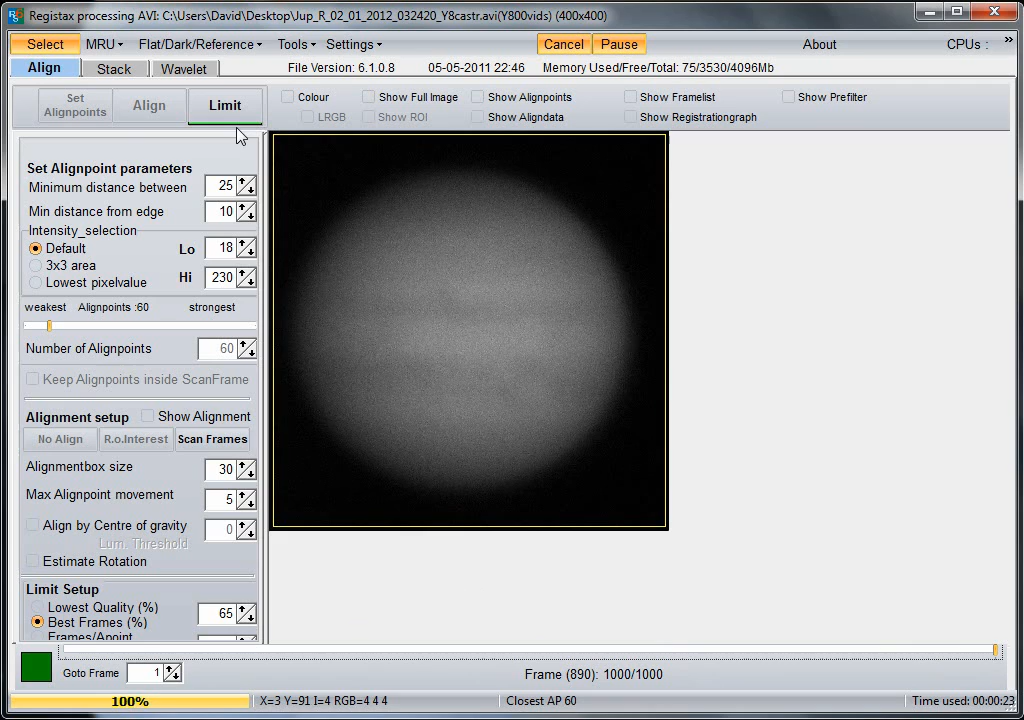 Registax processing AVI: C:\Users\David\Desktop\Jup_R_02_01_2012_032420_Y8castr.avi(Y800vids) (400x400)
Select MRU Flat/Dark/Reference Tools Settings Cancel Pause About CPUs : »
Align Stack Wavelet File Version: 6.1.0.8 05-05-2011 22:46 Memory Used/Free/Total: 75/3530/4096Mb
Set Alignpoints Align Limit
Colour Show Full Image Show Alignpoints Show Framelist Show Prefilter
LRGB Show ROI Show Aligndata Show Registrationgraph
Set Alignpoint parameters
Minimum distance between 25
Min distance from edge 10
Intensity_selection
Default Lo 18
3x3 area
Lowest pixelvalue Hi 230
weakest Alignpoints :60 strongest
Number of Alignpoints 60
Keep Alignpoints inside ScanFrame
Alignment setup Show Alignment
No Align R.o.Interest Scan Frames
Alignmentbox size 30
Max Alignpoint movement 5
Align by Centre of gravity 0
Lum. Threshold
Estimate Rotation
Limit Setup
Lowest Quality (%)
Best Frames (%) 65
Frames/Apoint
Goto Frame 1 Frame (890): 1000/1000
100% X=3 Y=91 I=4 RGB=4 4 4 Closest AP 60 Time used: 00:00:23